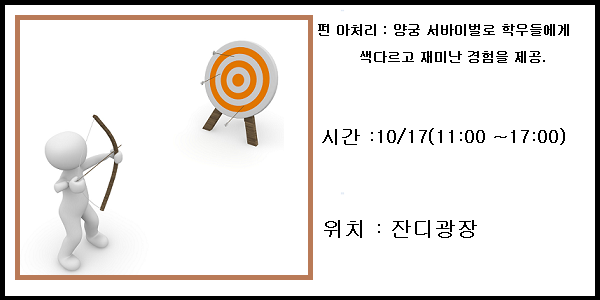 펀 아처리 : 양궁 서바이벌로 학우들에게
색다르고 재미난 경험을 제공.
시간 :10/17(11:00 ~17:00)
위치 : 잔디광장